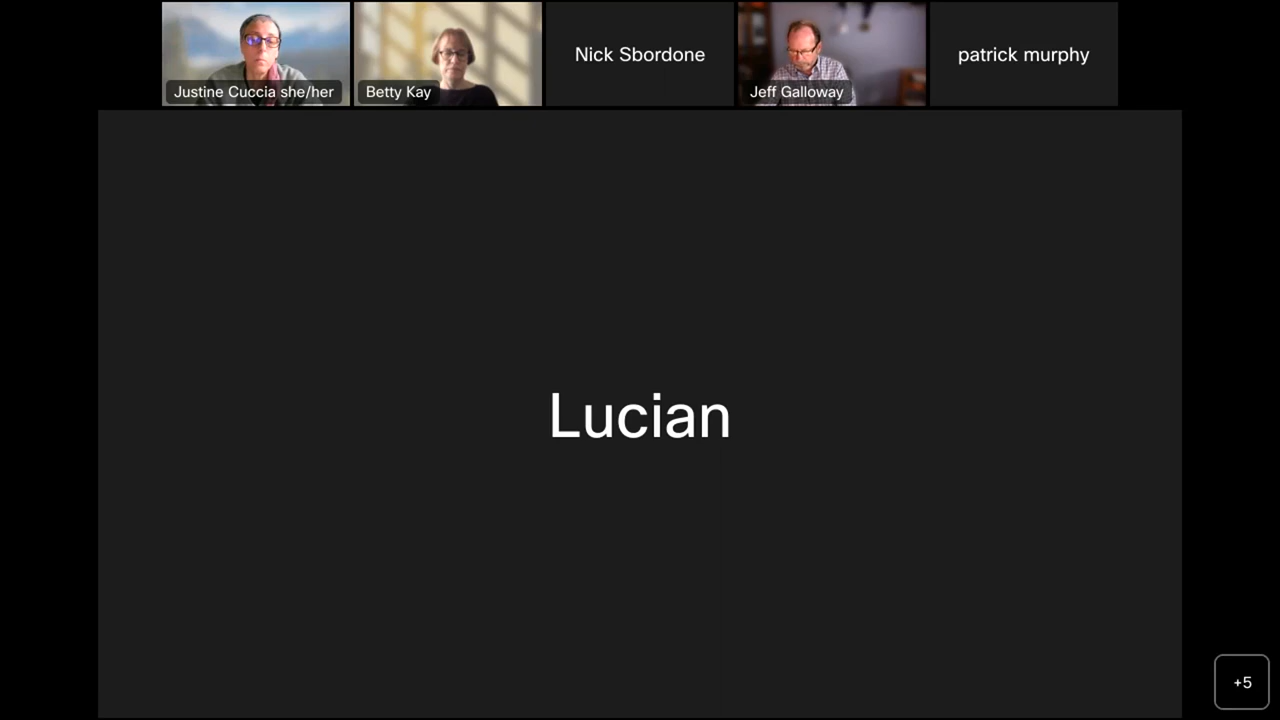 Justine Cuccia she/her
Betty Kay
Nick Sbordone
Jeff Galloway
patrick murphy
Lucian
+5